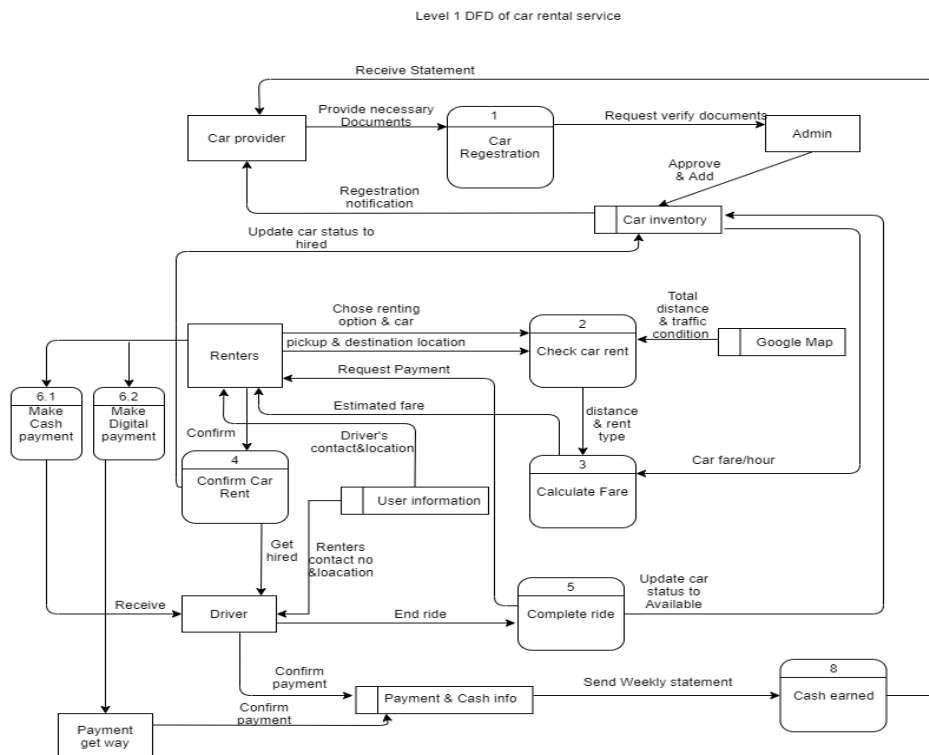 Level 1 DFD of car rental service
Receive Statement
Provide necessary
Documents
1
Car
Regestration
Request verify documents
Admin
Car provider
Approve
& Add
Regestration
notification
Car inventory
Update car status to
hired
Chose renting
option & car
pickup & destination location
Request Payment
Renters
2
Check car rent
Total
distance
& traffic
condition
Google Map
6.1
Make
Cash
payment
6.2
Make
Digital
payment
Estimated fare
distance
& rent
type
Confirm
Driver's
contact&location
4
Confirm Car
Rent
3
Calculate Fare
Car fare/hour
User information
Get
hired
Renters
contact no
&loacation
Receive
Driver
End ride
5
Complete ride
Update car
status to
Available
Confirm
payment
Payment & Cash info
Send Weekly statement
8
Cash earned
Confirm
payment
Payment
get way